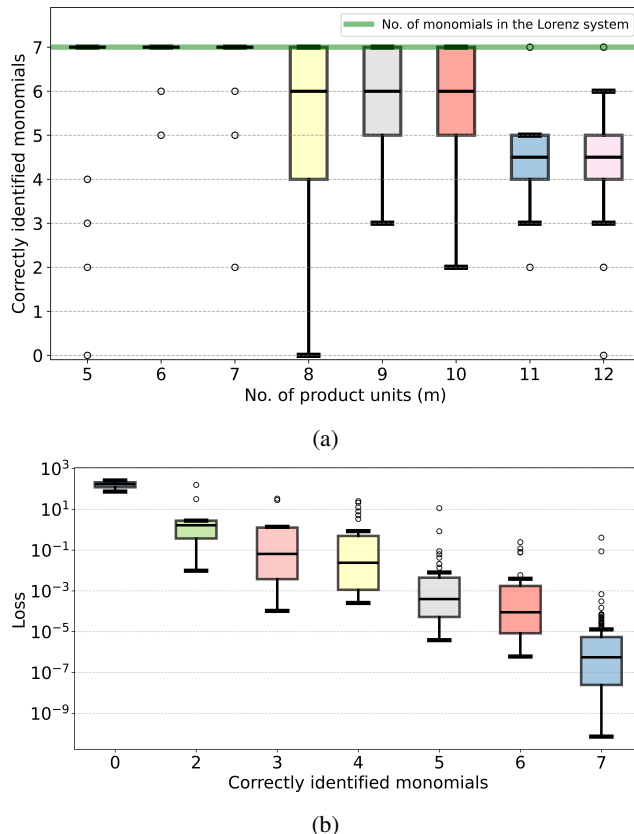 No. of monomials in the Lorenz system
7
6
5
4
3
2
1
0
Correctly identified monomials
5 6 7 8 9 10 11 12
No. of product units (m)
(a)
10^3
10^1
10^-1
10^-3
10^-5
10^-7
10^-9
Loss
0 2 3 4 5 6 7
Correctly identified monomials
(b)